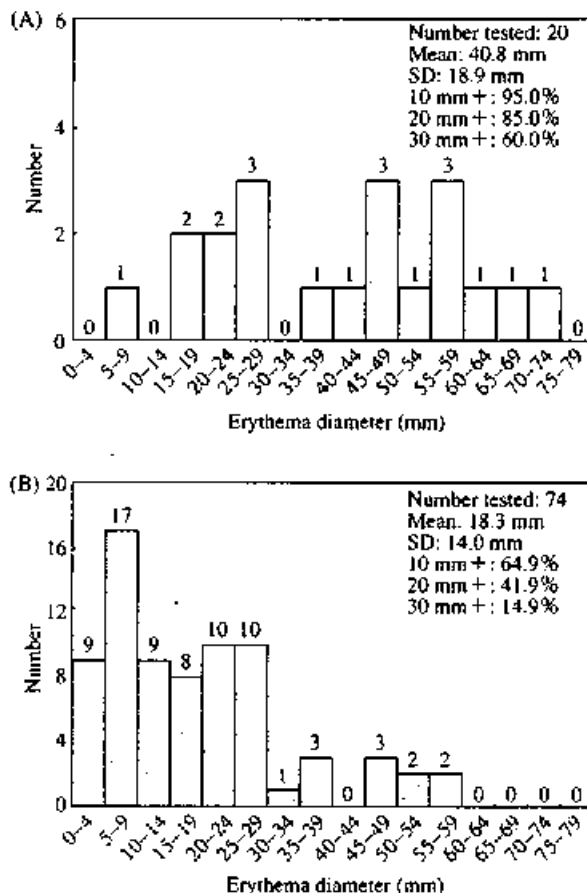 (A)
6
4
2
0
Number
Number tested: 20
Mean: 40.8 mm
SD: 18.9 mm
10 mm +: 95.0%
20 mm +: 85.0%
30 mm +: 60.0%
0 1 0 2 2 3 0 1 1 3 1 3 1 1 1 0
0–4 5–9 10–14 15–19 20–24 25–29 30–34 35–39 40–44 45–49 50–54 55–59 60–64 65–69 70–74 75–79
Erythema diameter (mm)
(B)
20
16
12
8
4
0
Number
Number tested: 74
Mean: 18.3 mm
SD: 14.0 mm
10 mm +: 64.9%
20 mm +: 41.9%
30 mm +: 14.9%
9 17 9 8 10 10 1 3 0 3 2 2 0 0 0 0
0–4 5–9 10–14 15–19 20–24 25–29 30–34 35–39 40–44 45–49 50–54 55–59 60–64 65–69 70–74 75–79
Erythema diameter (mm)